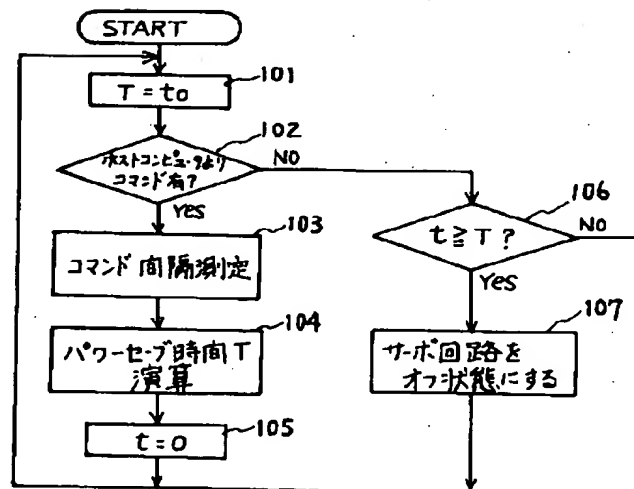 START
101
T=to
102
ホストコンピュータより
コマンド有?
NO
Yes
103
コマンド間隔測定
104
パワーセーブ時間T
演算
105
t=0
106
t≧T?
NO
Yes
107
サーボ回路を
オフ状態にする